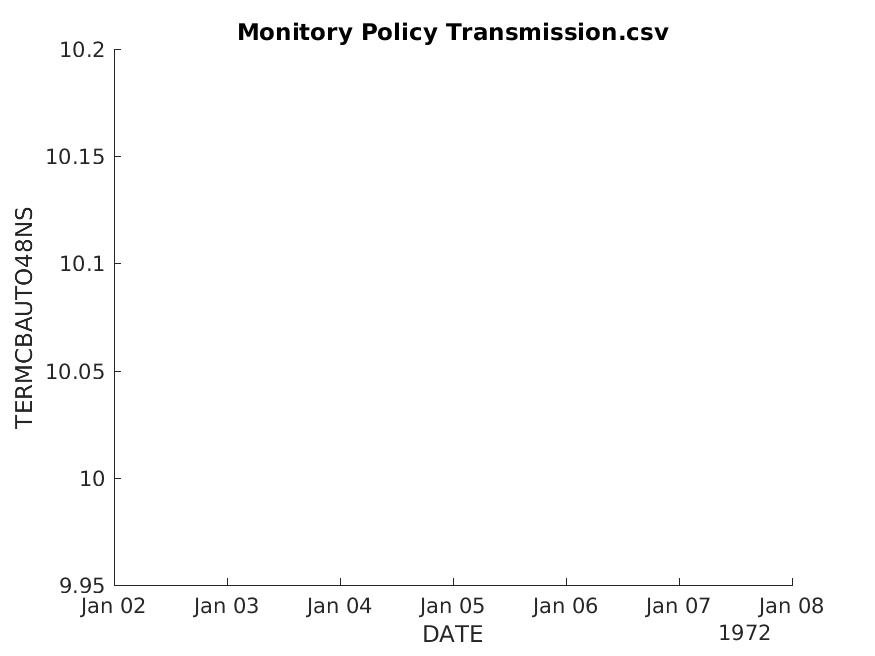 Monitory Policy Transmission.csv
10.2
10.15
10.1
10.05
10
9.95
TERMCBAUTO48NS
Jan 02 Jan 03 Jan 04 Jan 05 Jan 06 Jan 07 Jan 08
DATE
1972